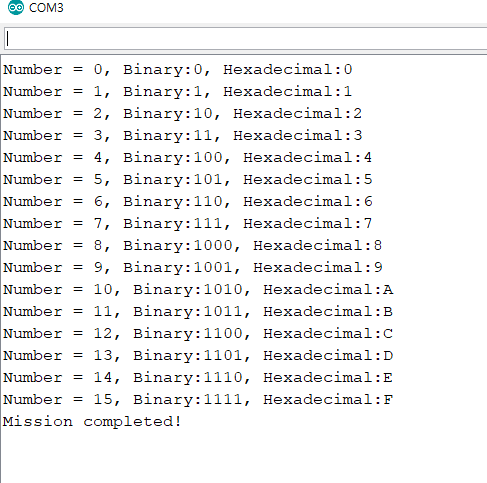 COM3
Number = 0, Binary:0, Hexadecimal:0
Number = 1, Binary:1, Hexadecimal:1
Number = 2, Binary:10, Hexadecimal:2
Number = 3, Binary:11, Hexadecimal:3
Number = 4, Binary:100, Hexadecimal:4
Number = 5, Binary:101, Hexadecimal:5
Number = 6, Binary:110, Hexadecimal:6
Number = 7, Binary:111, Hexadecimal:7
Number = 8, Binary:1000, Hexadecimal:8
Number = 9, Binary:1001, Hexadecimal:9
Number = 10, Binary:1010, Hexadecimal:A
Number = 11, Binary:1011, Hexadecimal:B
Number = 12, Binary:1100, Hexadecimal:C
Number = 13, Binary:1101, Hexadecimal:D
Number = 14, Binary:1110, Hexadecimal:E
Number = 15, Binary:1111, Hexadecimal:F
Mission completed!